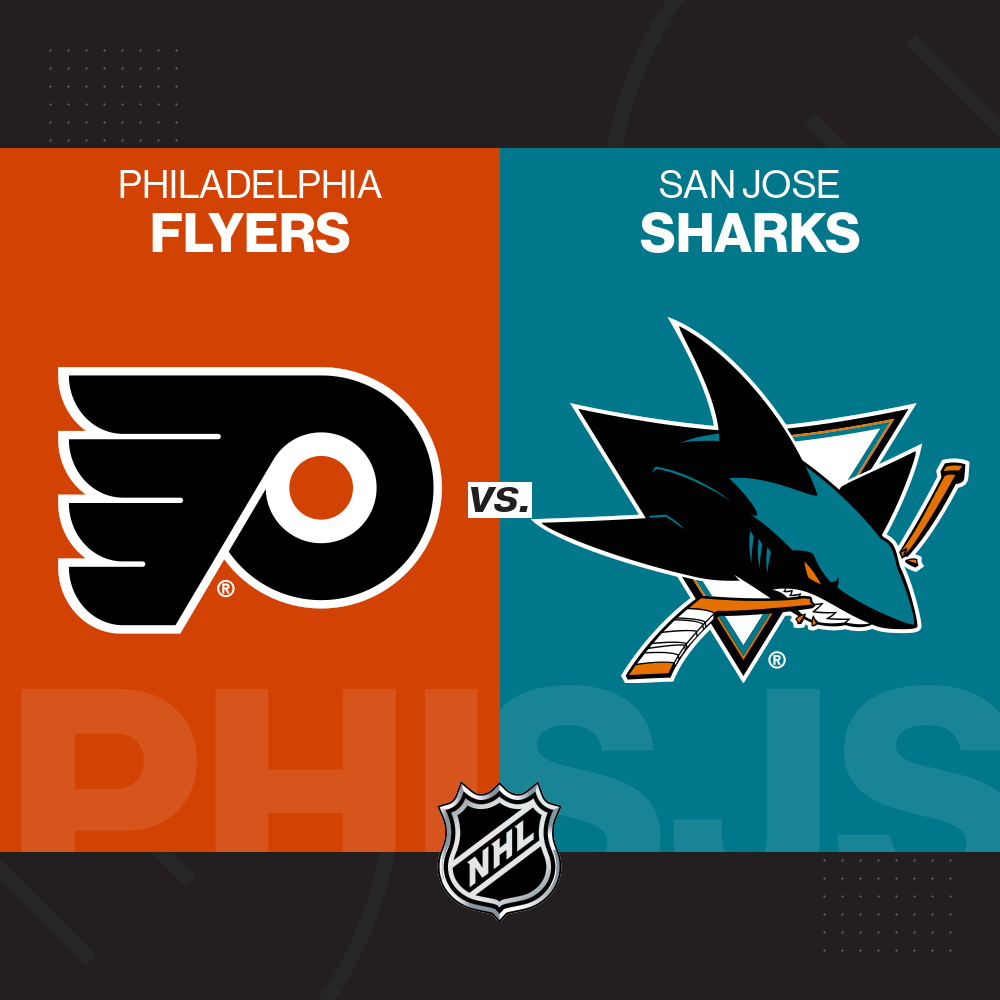 PHILADELPHIA
FLYERS
SAN JOSE
SHARKS
VS.
®
®
PHI
SJS
NHL